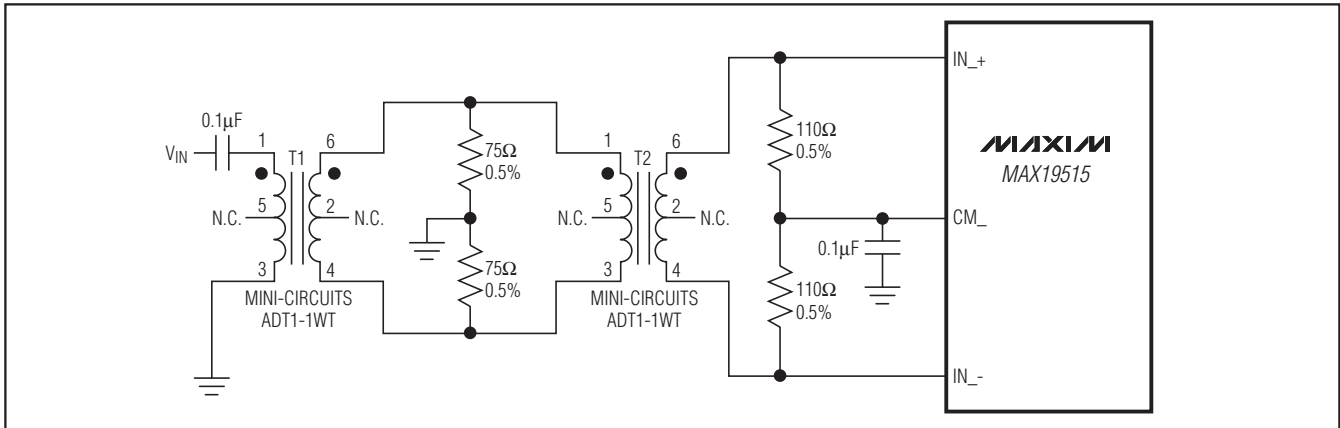 0.1μF
V_IN
1
T1
6
5
2
N.C.
N.C.
3
4
MINI-CIRCUITS
ADT1-1WT
75Ω
0.5%
75Ω
0.5%
1
T2
6
5
2
N.C.
N.C.
3
4
MINI-CIRCUITS
ADT1-1WT
110Ω
0.5%
0.1μF
110Ω
0.5%
IN_+
MAXIM
MAX19515
CM_
IN_-